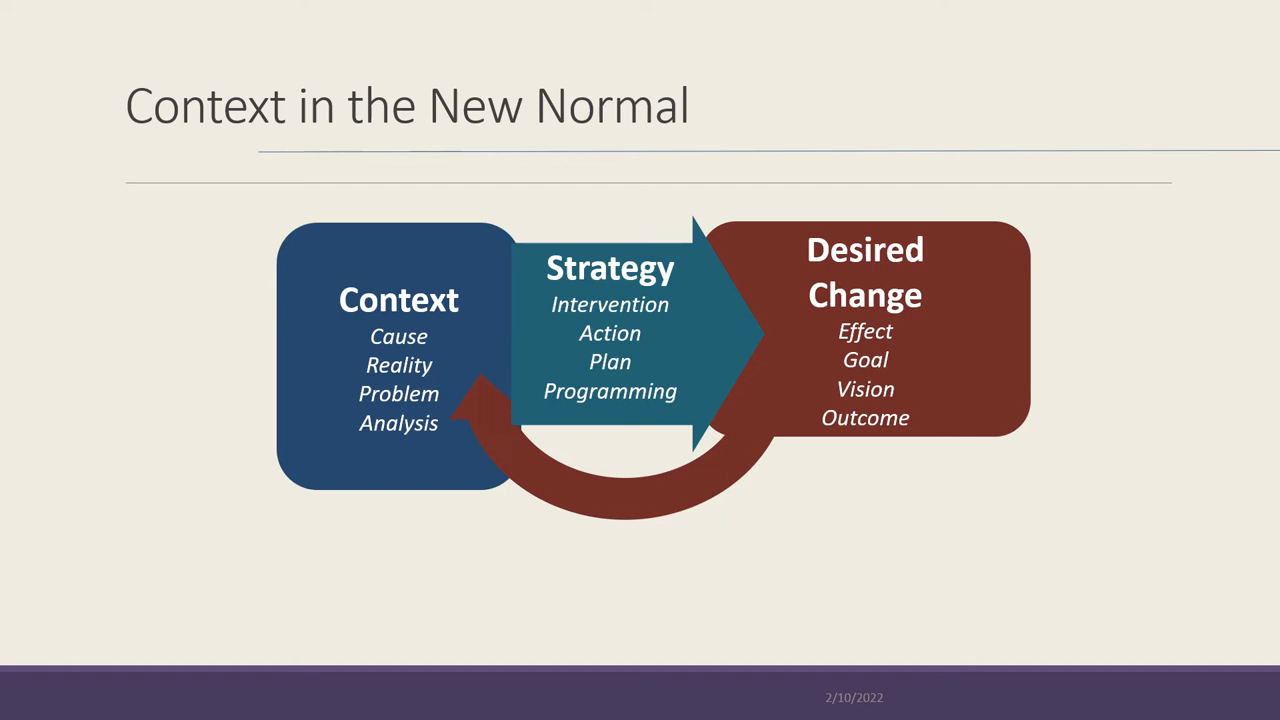 Context in the New Normal
Context
Cause
Reality
Problem
Analysis
Strategy
Intervention
Action
Plan
Programming
Desired
Change
Effect
Goal
Vision
Outcome
2/10/2022